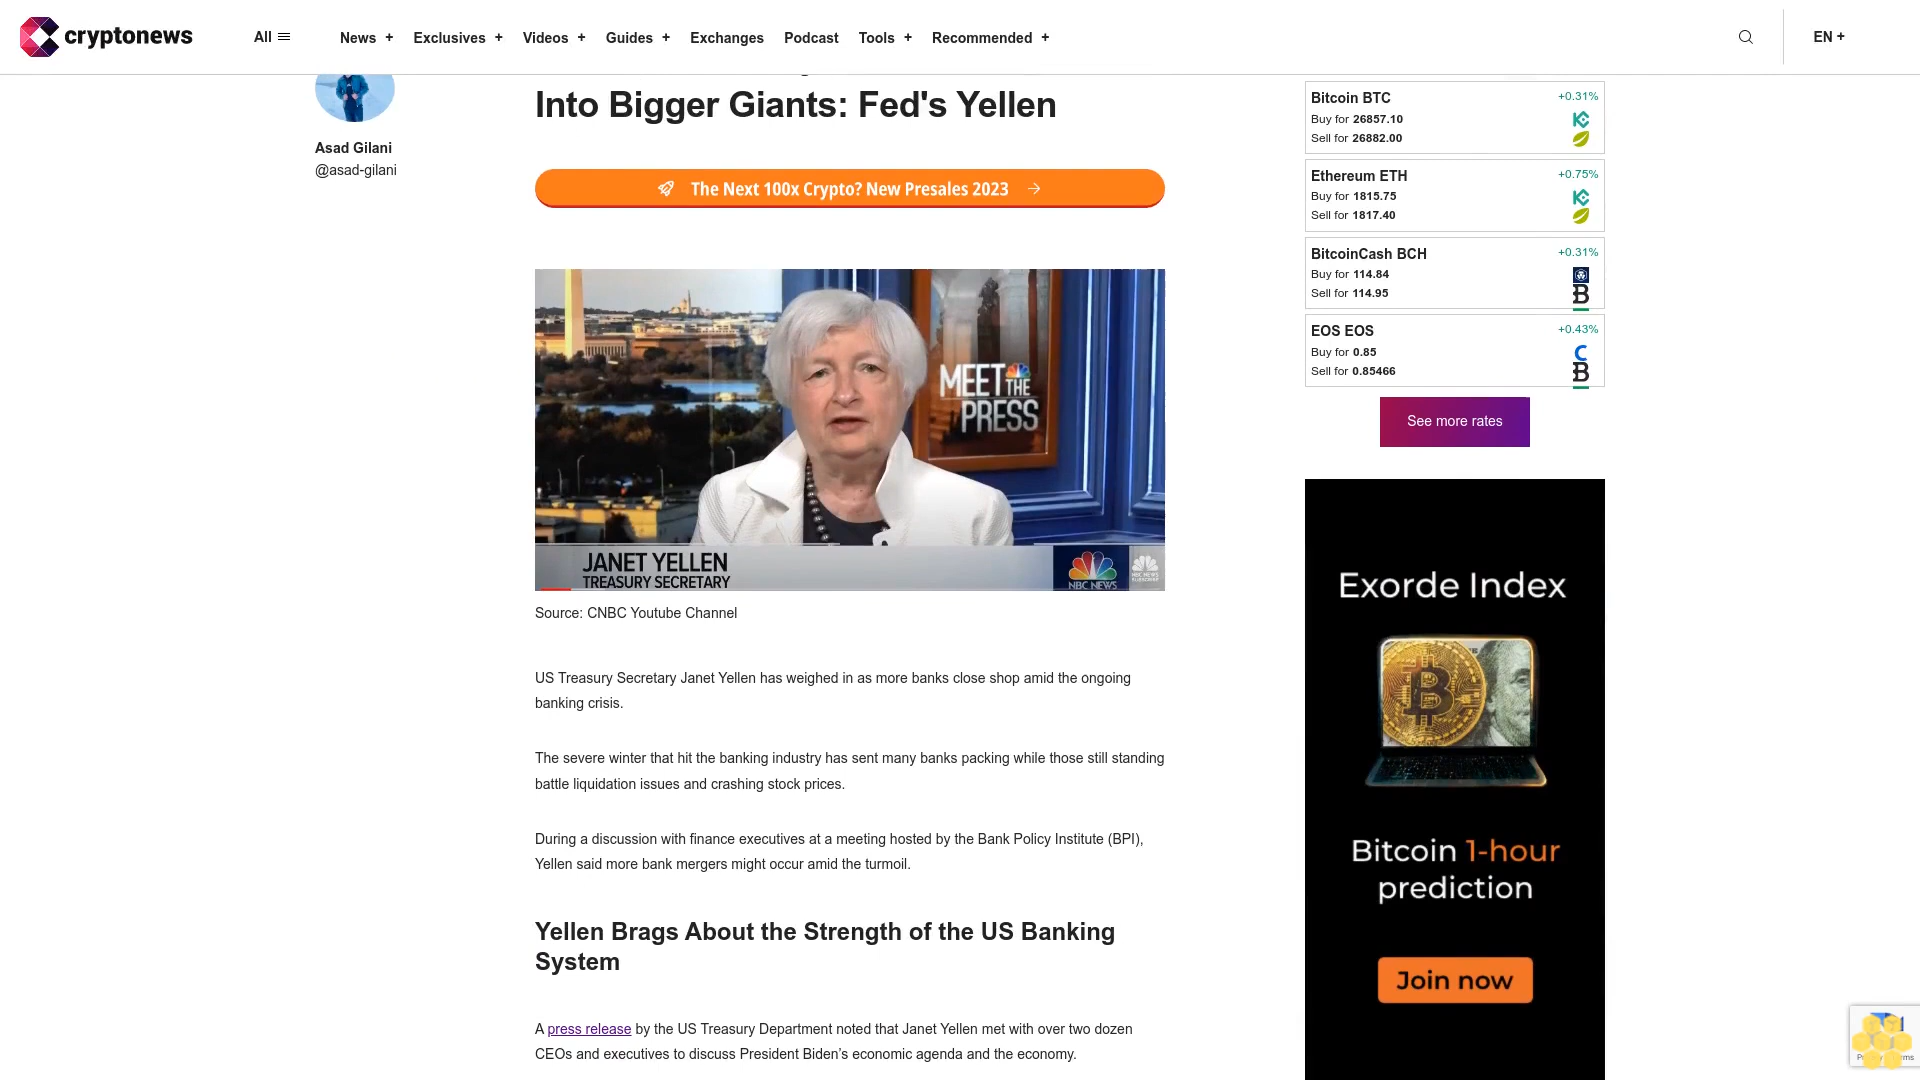 cryptonews
All
News +
Exclusives +
Videos +
Guides +
Exchanges
Podcast
Tools +
Recommended +
EN +
Asad Gilani
@asad-gilani
Into Bigger Giants: Fed's Yellen
The Next 100x Crypto? New Presales 2023
MEET THE PRESS
JANET YELLEN
TREASURY SECRETARY
NBC NEWS
NBC NEWS
SUBSCRIBE
Source: CNBC Youtube Channel
US Treasury Secretary Janet Yellen has weighed in as more banks close shop amid the ongoing
banking crisis.
The severe winter that hit the banking industry has sent many banks packing while those still standing
battle liquidation issues and crashing stock prices.
During a discussion with finance executives at a meeting hosted by the Bank Policy Institute (BPI),
Yellen said more bank mergers might occur amid the turmoil.
Yellen Brags About the Strength of the US Banking
System
A press release by the US Treasury Department noted that Janet Yellen met with over two dozen
CEOs and executives to discuss President Biden’s economic agenda and the economy.
Bitcoin BTC +0.31%
Buy for 26857.10
Sell for 26882.00
Ethereum ETH +0.75%
Buy for 1815.75
Sell for 1817.40
BitcoinCash BCH +0.31%
Buy for 114.84
Sell for 114.95
EOS EOS +0.43%
Buy for 0.85
Sell for 0.85466
See more rates
Exorde Index
Bitcoin 1-hour
prediction
Join now